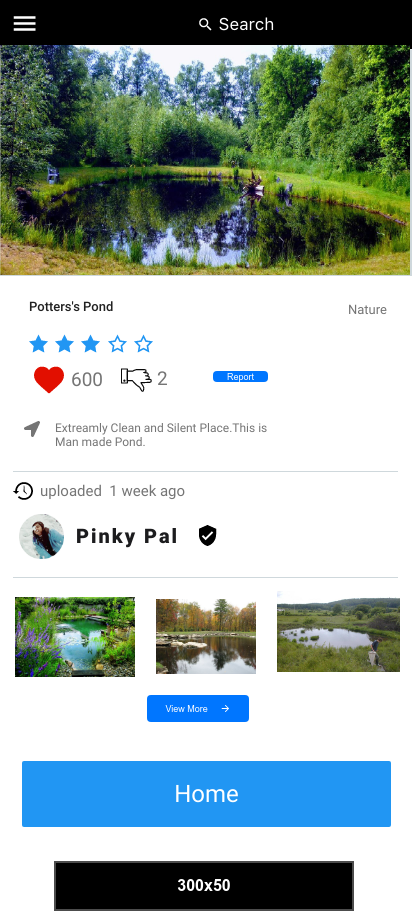 Search
Potters's Pond
Nature
600
2
Report
Extreamly Clean and Silent Place.This is
Man made Pond.
uploaded 1 week ago
Pinky Pal
View More
Home
300x50